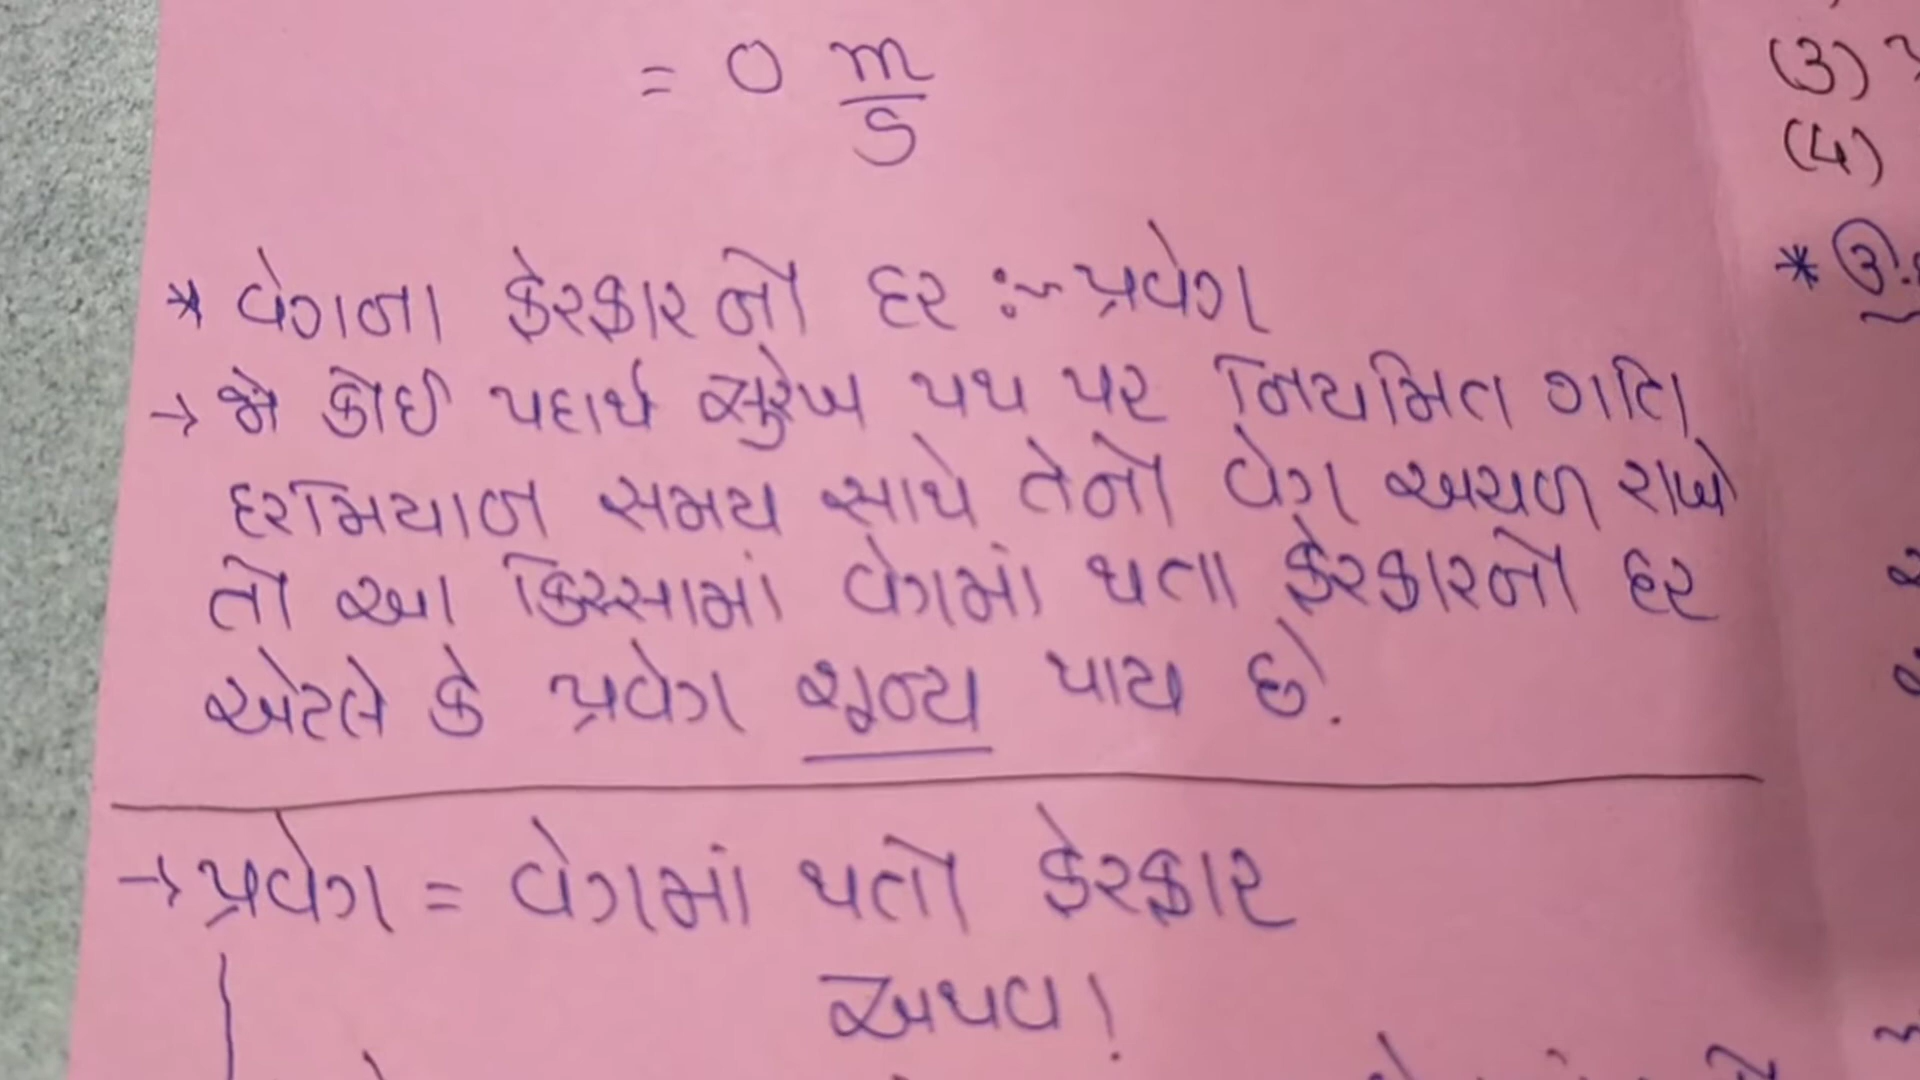 = 0 m/s
* વેગના ફેરફારનો દર :- પ્રવેગ
→ જો કોઈ પદાર્થ સુરેખ પથ પર નિયમિત ગતિ
દરમિયાન સમય સાથે તેનો વેગ અચળ રાખે
તો આ કિસ્સામાં વેગમાં થતા ફેરફારનો દર
એટલે કે પ્રવેગ શૂન્ય થાય છે.
→ પ્રવેગ = વેગમાં થતો ફેરફાર
અથવા
(3)
(4)